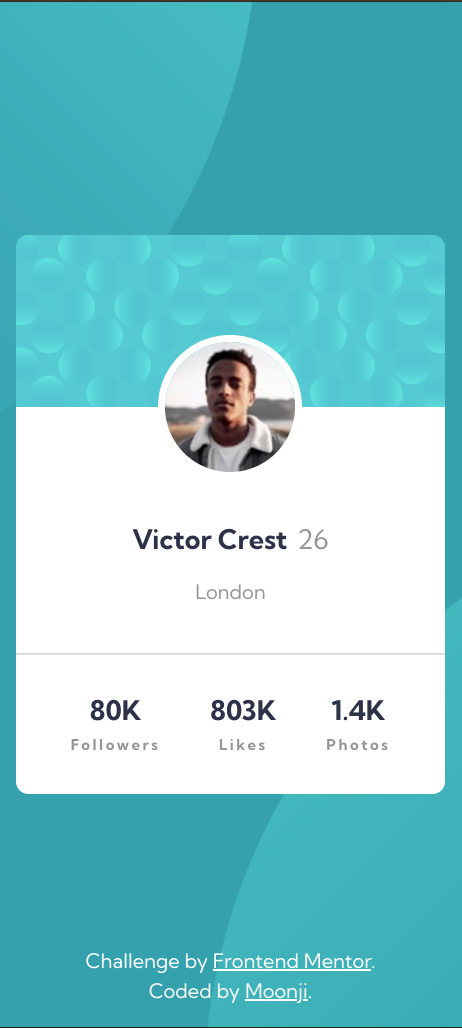 Victor Crest 26
London
80K 803K 1.4K
Followers Likes Photos
Challenge by Frontend Mentor.
Coded by Moonji.